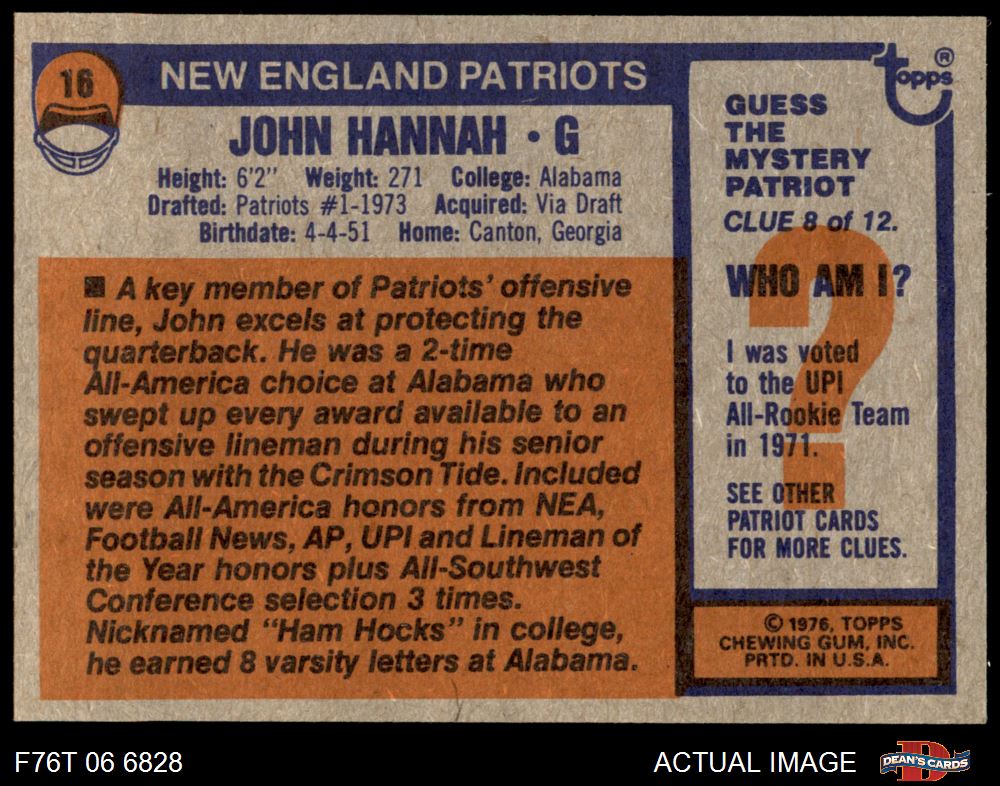 16
NEW ENGLAND PATRIOTS
JOHN HANNAH • G
Height: 6'2" Weight: 271 College: Alabama
Drafted: Patriots #1-1973 Acquired: Via Draft
Birthdate: 4-4-51 Home: Canton, Georgia
■ A key member of Patriots' offensive
line, John excels at protecting the
quarterback. He was a 2-time
All-America choice at Alabama who
swept up every award available to an
offensive lineman during his senior
season with the Crimson Tide. Included
were All-America honors from NEA,
Football News, AP, UPI and Lineman of
the Year honors plus All-Southwest
Conference selection 3 times.
Nicknamed "Ham Hocks" in college,
he earned 8 varsity letters at Alabama.
topps®
GUESS
THE
MYSTERY
PATRIOT
CLUE 8 of 12.
WHO AM I?
?
I was voted
to the UPI
All-Rookie Team
in 1971.
SEE OTHER
PATRIOT CARDS
FOR MORE CLUES.
© 1976, TOPPS
CHEWING GUM, INC.
PRTD. IN U.S.A.
F76T 06 6828
ACTUAL IMAGE
D
DEAN'S CARDS